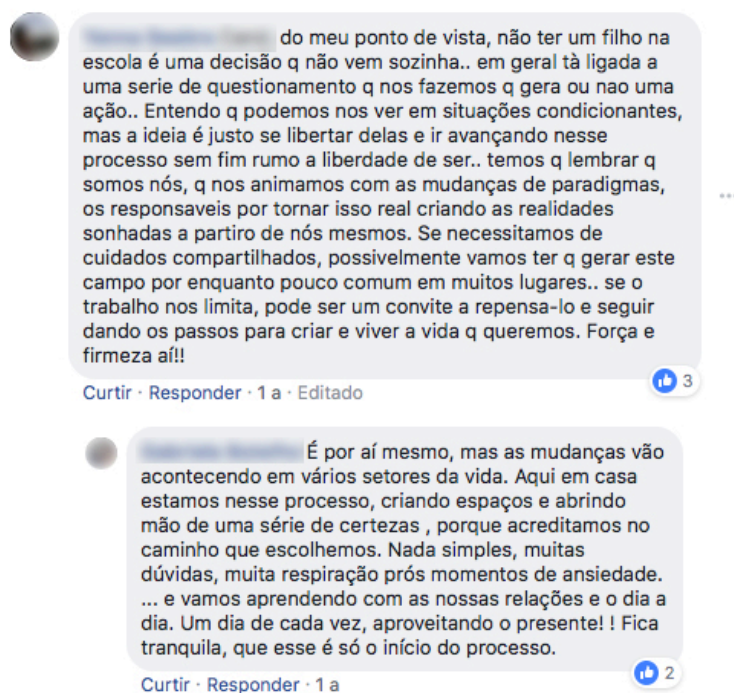 do meu ponto de vista, não ter um filho na
escola é uma decisão q não vem sozinha.. em geral tà ligada a
uma serie de questionamento q nos fazemos q gera ou nao uma
ação.. Entendo q podemos nos ver em situações condicionantes,
mas a ideia é justo se libertar delas e ir avançando nesse
processo sem fim rumo a liberdade de ser.. temos q lembrar q
somos nós, q nos animamos com as mudanças de paradigmas,
os responsaveis por tornar isso real criando as realidades
sonhadas a partiro de nós mesmos. Se necessitamos de
cuidados compartilhados, possivelmente vamos ter q gerar este
campo por enquanto pouco comum em muitos lugares.. se o
trabalho nos limita, pode ser um convite a repensa-lo e seguir
dando os passos para criar e viver a vida q queremos. Força e
firmeza aí!!
3
Curtir · Responder · 1 a · Editado
É por aí mesmo, mas as mudanças vão
acontecendo em vários setores da vida. Aqui em casa
estamos nesse processo, criando espaços e abrindo
mão de uma série de certezas , porque acreditamos no
caminho que escolhemos. Nada simples, muitas
dúvidas, muita respiração prós momentos de ansiedade.
... e vamos aprendendo com as nossas relações e o dia a
dia. Um dia de cada vez, aproveitando o presente! ! Fica
tranquila, que esse é só o início do processo.
2
Curtir · Responder · 1 a